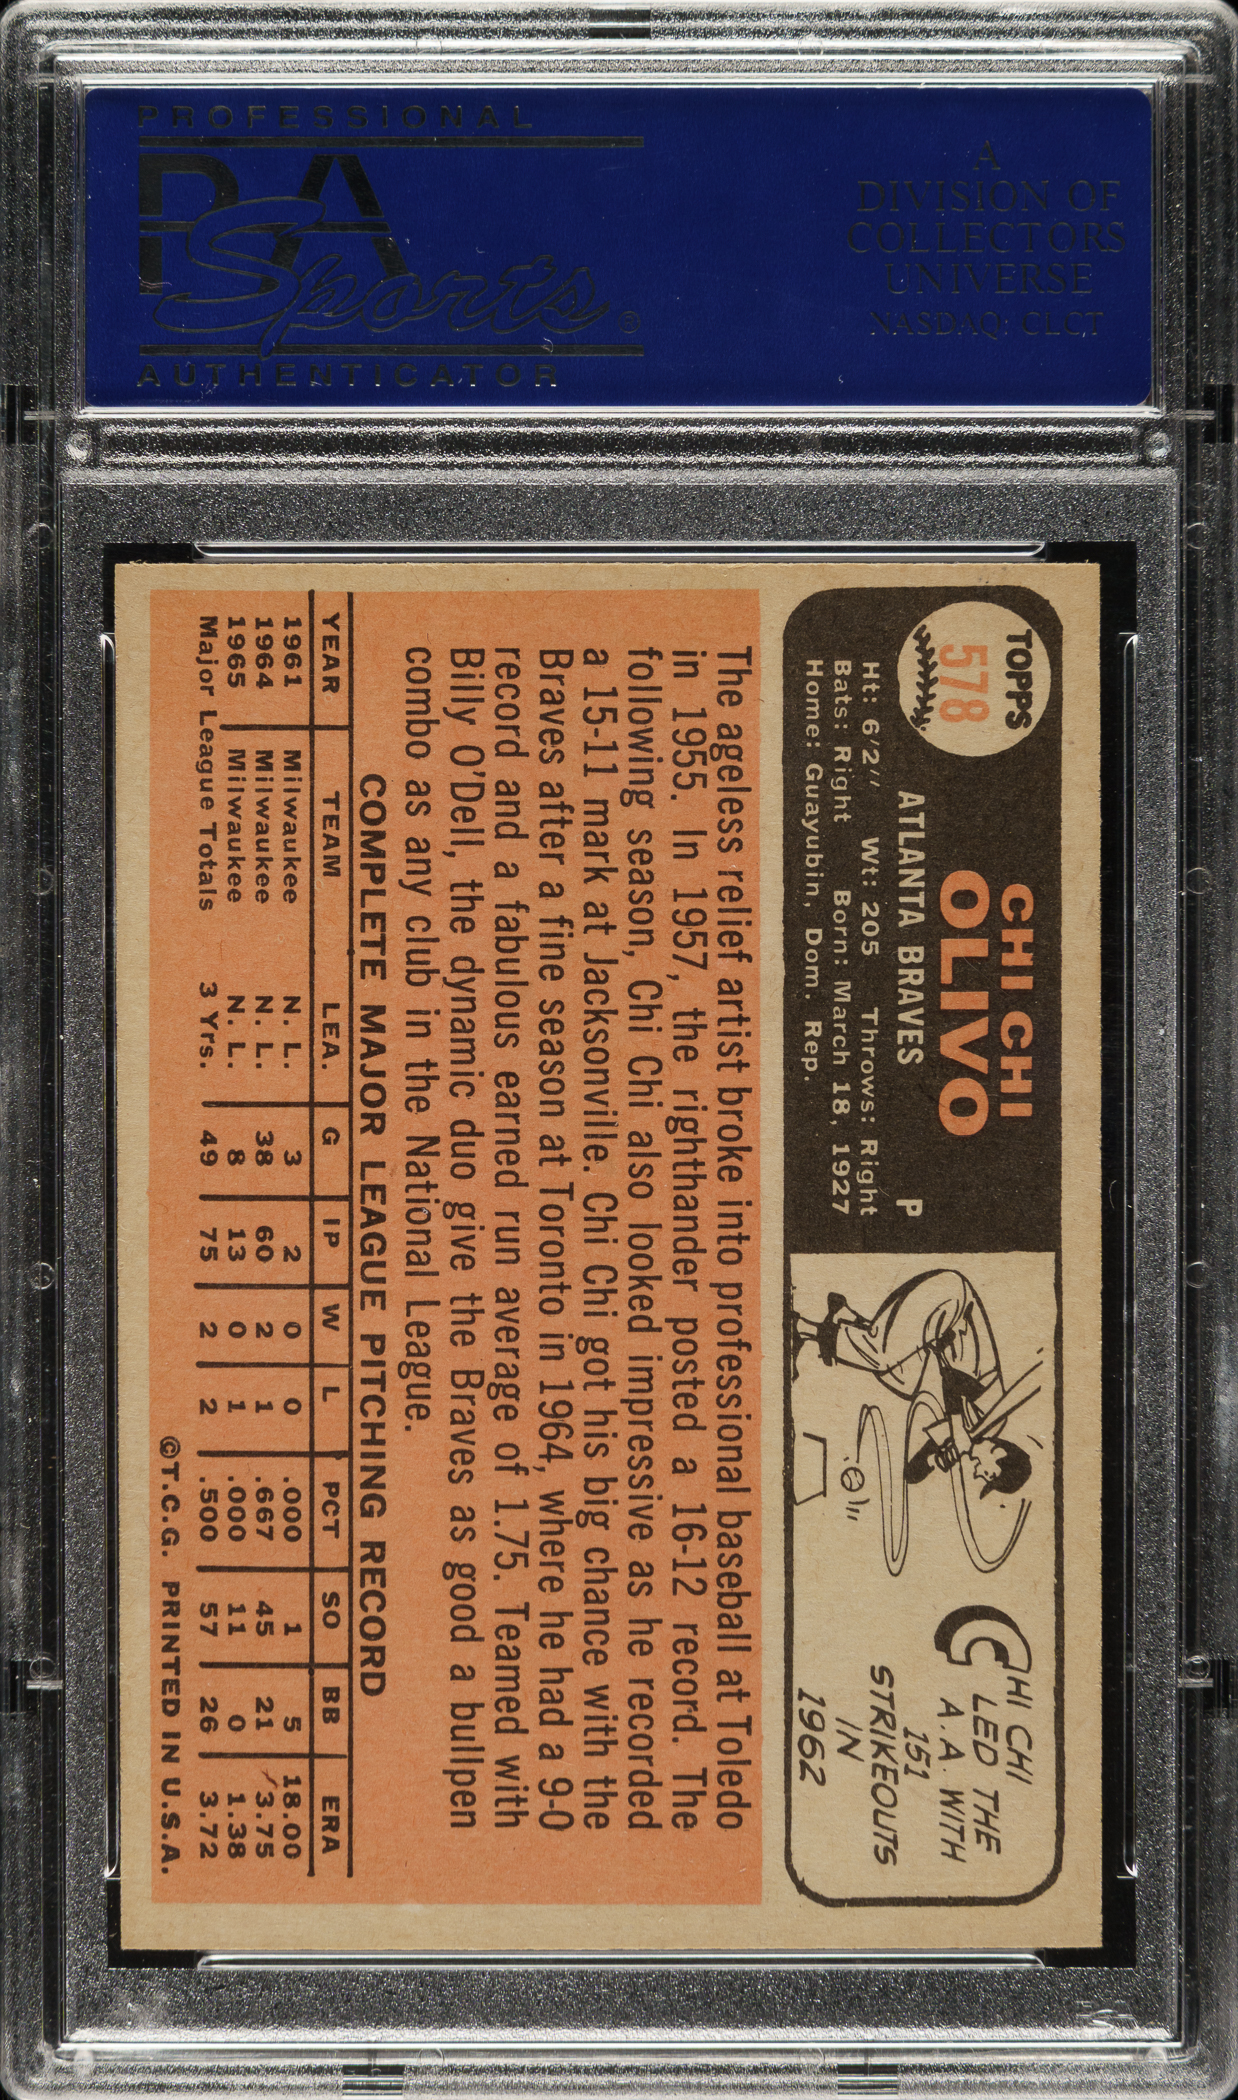 PROFESSIONAL
PSA
Sports®
AUTHENTICATOR
A
DIVISION OF
COLLECTORS
UNIVERSE
NASDAQ: CLCT
TOPPS
578
CHI CHI
OLIVO
ATLANTA BRAVES P
Ht: 6'2'' Wt: 205 Throws: Right
Bats: Right Born: March 18, 1927
Home: Guayubin, Dom. Rep.
CHI CHI
LED THE
A.A. WITH
151
STRIKEOUTS
IN
1962
The ageless relief artist broke into professional baseball at Toledo
in 1955. In 1957, the righthander posted a 16-12 record. The
following season, Chi Chi also looked impressive as he recorded
a 15-11 mark at Jacksonville. Chi Chi got his big chance with the
Braves after a fine season at Toronto in 1964, where he had a 9-0
record and a fabulous earned run average of 1.75. Teamed with
Billy O'Dell, the dynamic duo give the Braves as good a bullpen
combo as any club in the National League.
COMPLETE MAJOR LEAGUE PITCHING RECORD
YEAR TEAM LEA. G IP W L PCT SO BB ERA
1961 Milwaukee N. L. 3 2 0 0 .000 1 5 18.00
1964 Milwaukee N. L. 38 60 2 1 .667 45 21 3.75
1965 Milwaukee N. L. 8 13 0 1 .000 11 0 1.38
Major League Totals 3 Yrs. 49 75 2 2 .500 57 26 3.72
©T.C.G. PRINTED IN U.S.A.